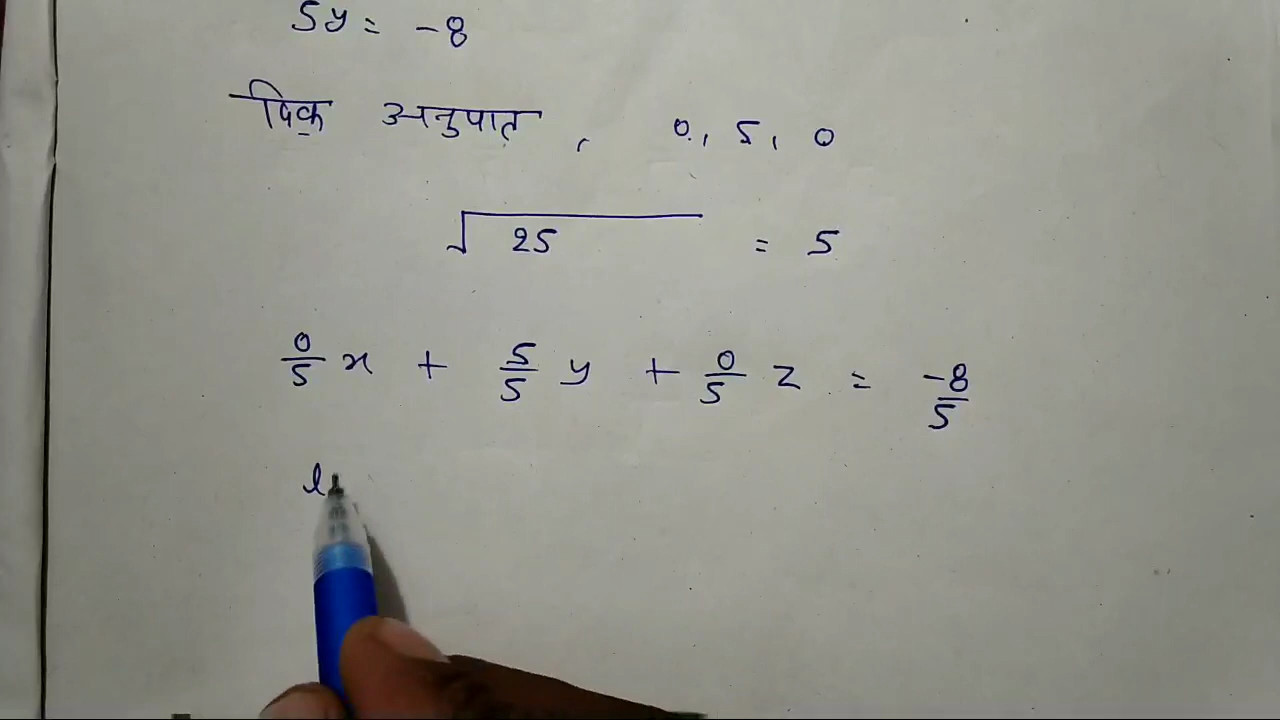 5y = -8
दिक् अनुपात , 0, 5, 0
√25 = 5
0/5 x + 5/5 y + 0/5 z = -8/5
l